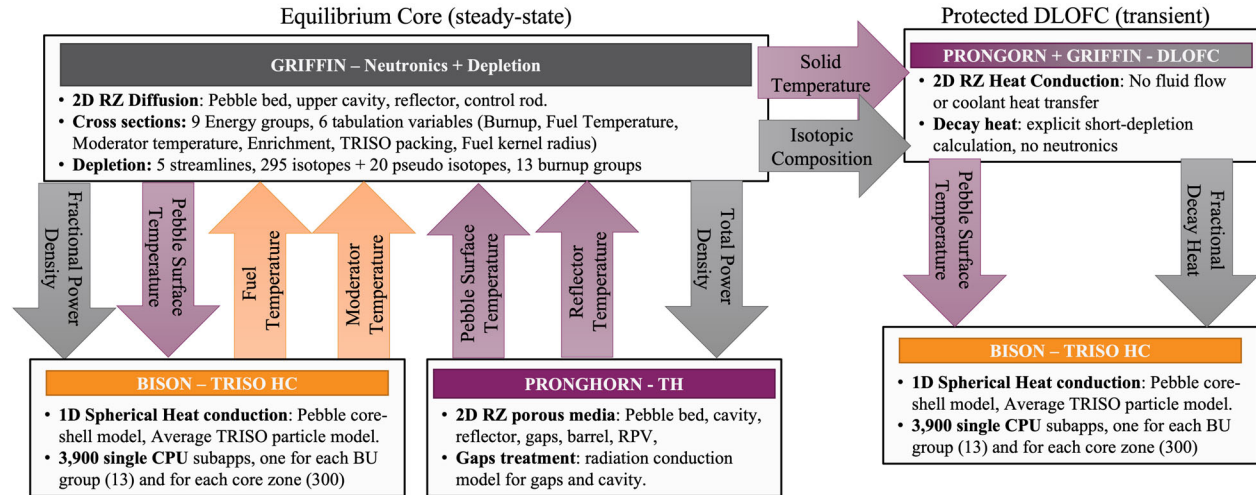 Equilibrium Core (steady-state)
GRIFFIN – Neutronics + Depletion
• 2D RZ Diffusion: Pebble bed, upper cavity, reflector, control rod.
• Cross sections: 9 Energy groups, 6 tabulation variables (Burnup, Fuel Temperature,
Moderator temperature, Enrichment, TRISO packing, Fuel kernel radius)
• Depletion: 5 streamlines, 295 isotopes + 20 pseudo isotopes, 13 burnup groups
Solid
Temperature
Isotopic
Composition
Protected DLOFC (transient)
PRONGORN + GRIFFIN - DLOFC
• 2D RZ Heat Conduction: No fluid flow
or coolant heat transfer
• Decay heat: explicit short-depletion
calculation, no neutronics
Fractional Power
Density
Pebble Surface
Temperature
Fuel
Temperature
Moderator
Temperature
Pebble Surface
Temperature
Reflector
Temperature
Total Power
Density
Pebble Surface
Temperature
Fractional
Decay Heat
BISON – TRISO HC
• 1D Spherical Heat conduction: Pebble core-
shell model, Average TRISO particle model.
• 3,900 single CPU subapps, one for each BU
group (13) and for each core zone (300)
PRONGHORN - TH
• 2D RZ porous media: Pebble bed, cavity,
reflector, gaps, barrel, RPV,
• Gaps treatment: radiation conduction
model for gaps and cavity.
BISON – TRISO HC
• 1D Spherical Heat conduction: Pebble core-
shell model, Average TRISO particle model.
• 3,900 single CPU subapps, one for each BU
group (13) and for each core zone (300)